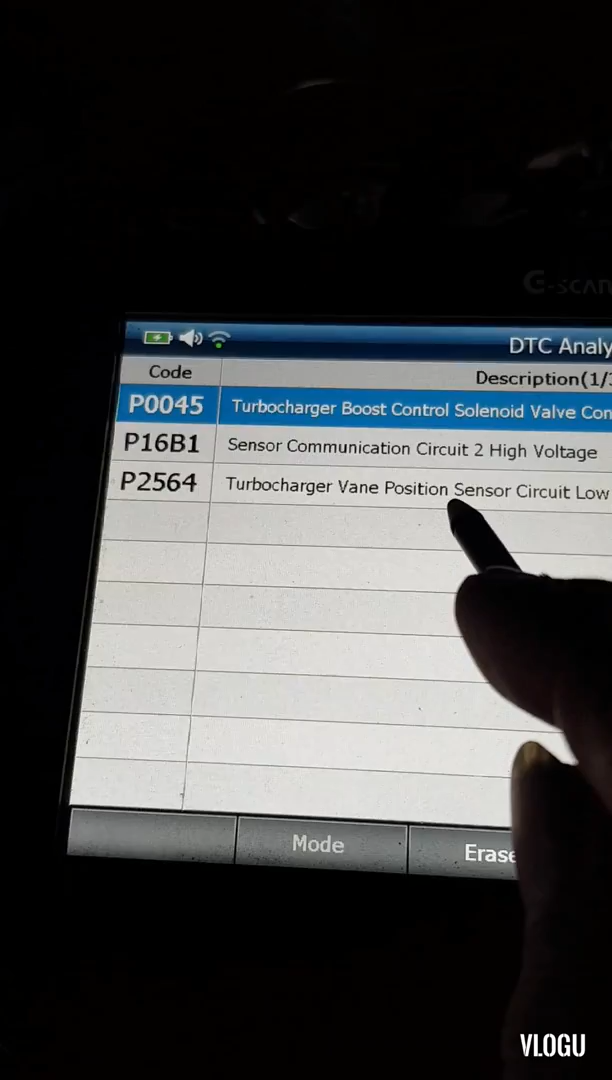 G-SCAN
DTC Analy
Code
Description(1/
P0045
Turbocharger Boost Control Solenoid Valve Con
P16B1
Sensor Communication Circuit 2 High Voltage
P2564
Turbocharger Vane Position Sensor Circuit Low
Mode
Erase
VLOGU